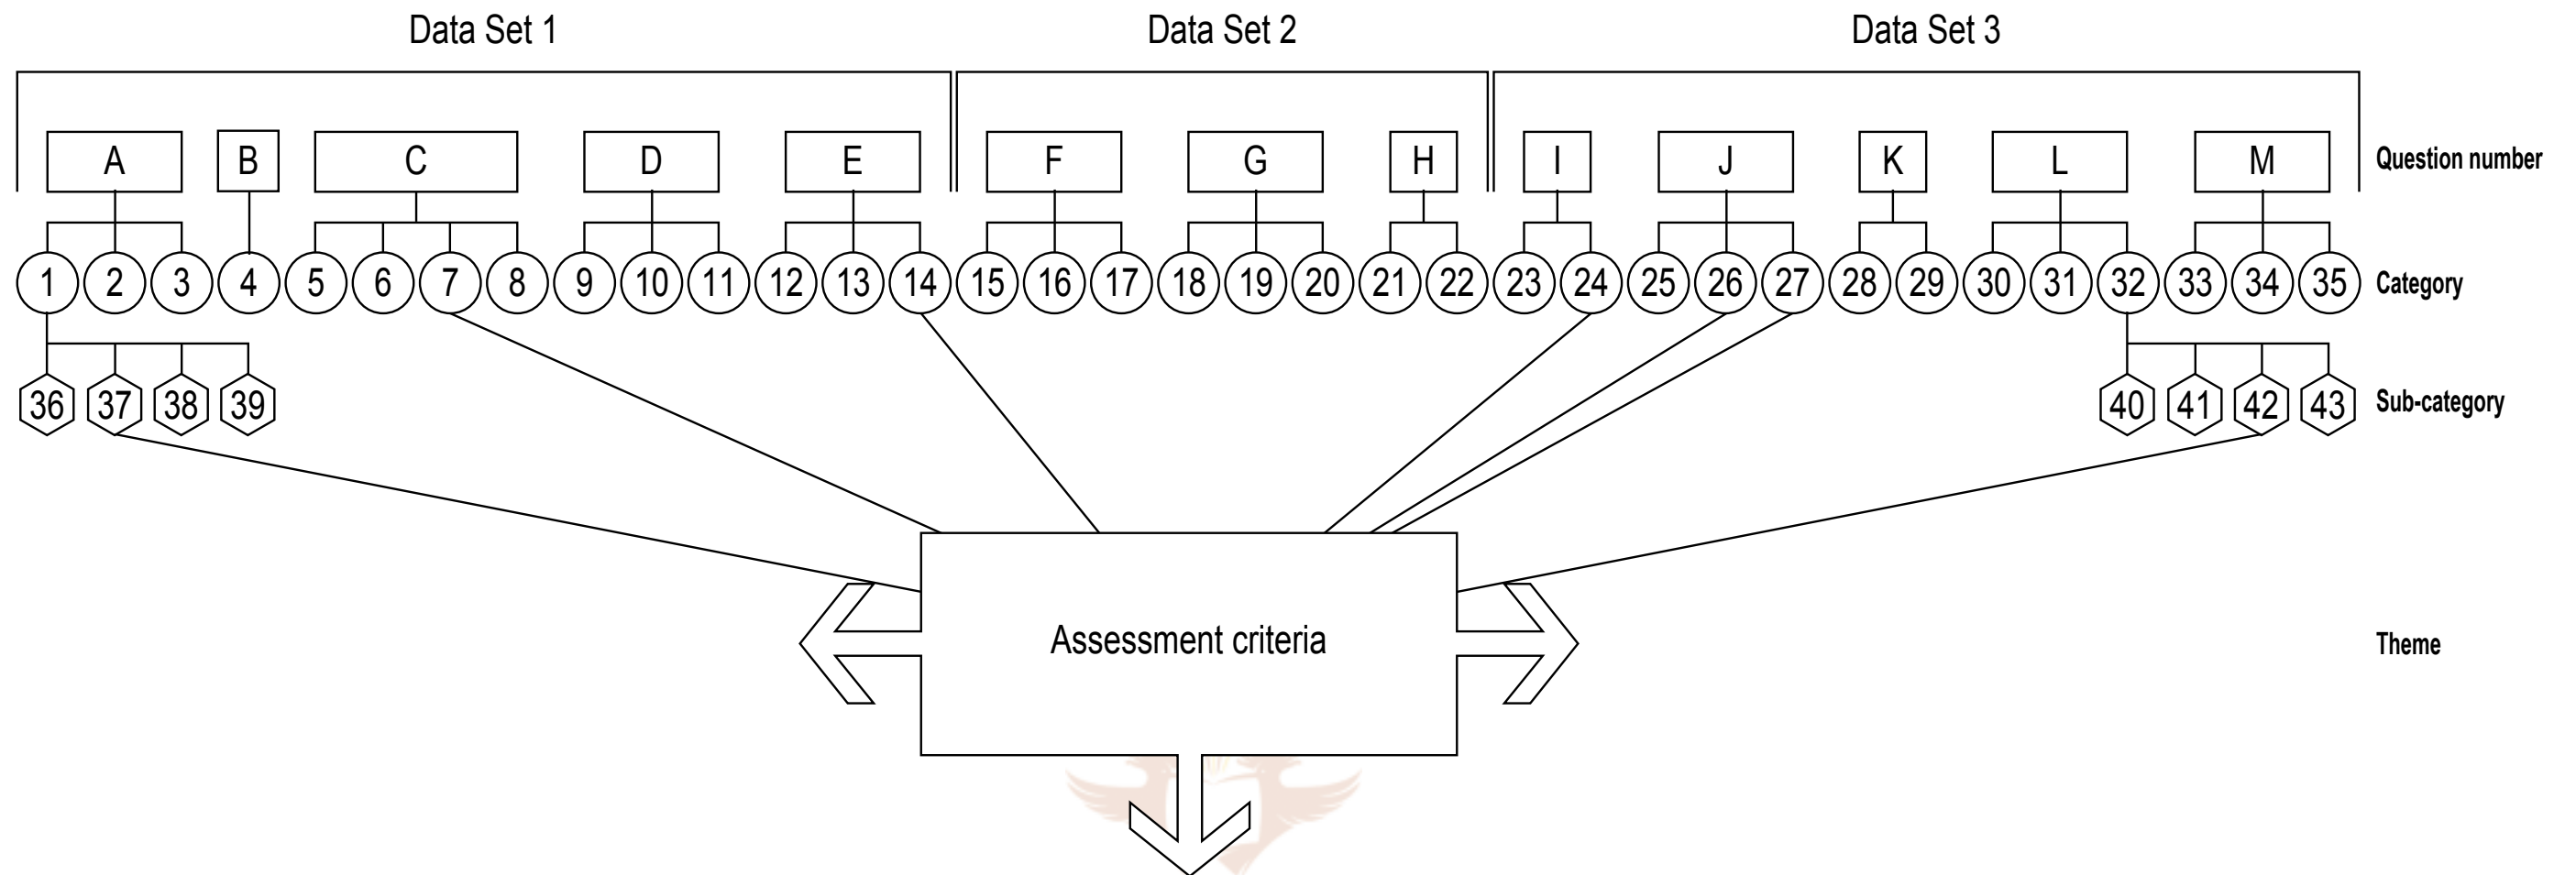 Data Set 1 Data Set 2 Data Set 3
A B C D E F G H I J K L M Question number
1 2 3 4 5 6 7 8 9 10 11 12 13 14 15 16 17 18 19 20 21 22 23 24 25 26 27 28 29 30 31 32 33 34 35 Category
36 37 38 39 40 41 42 43 Sub-category
Assessment criteria Theme